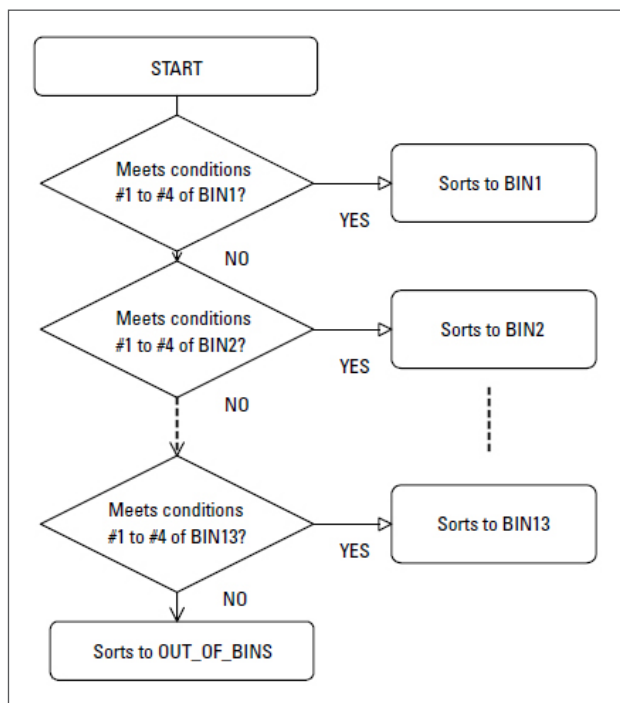 START
Meets conditions
#1 to #4 of BIN1?
YES
Sorts to BIN1
NO
Meets conditions
#1 to #4 of BIN2?
YES
Sorts to BIN2
NO
Meets conditions
#1 to #4 of BIN13?
YES
Sorts to BIN13
NO
Sorts to OUT_OF_BINS